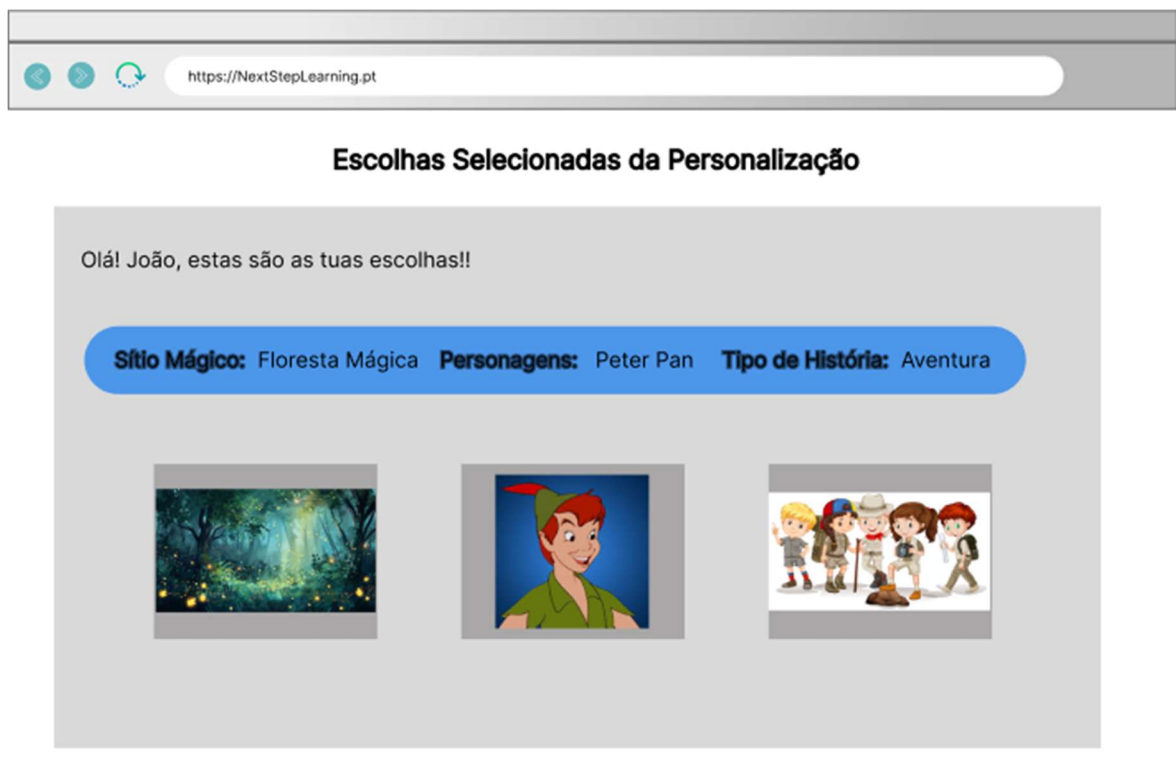 https://NextStepLearning.pt
Escolhas Selecionadas da Personalização
Olá! João, estas são as tuas escolhas!!
Sítio Mágico: Floresta Mágica Personagens: Peter Pan Tipo de História: Aventura